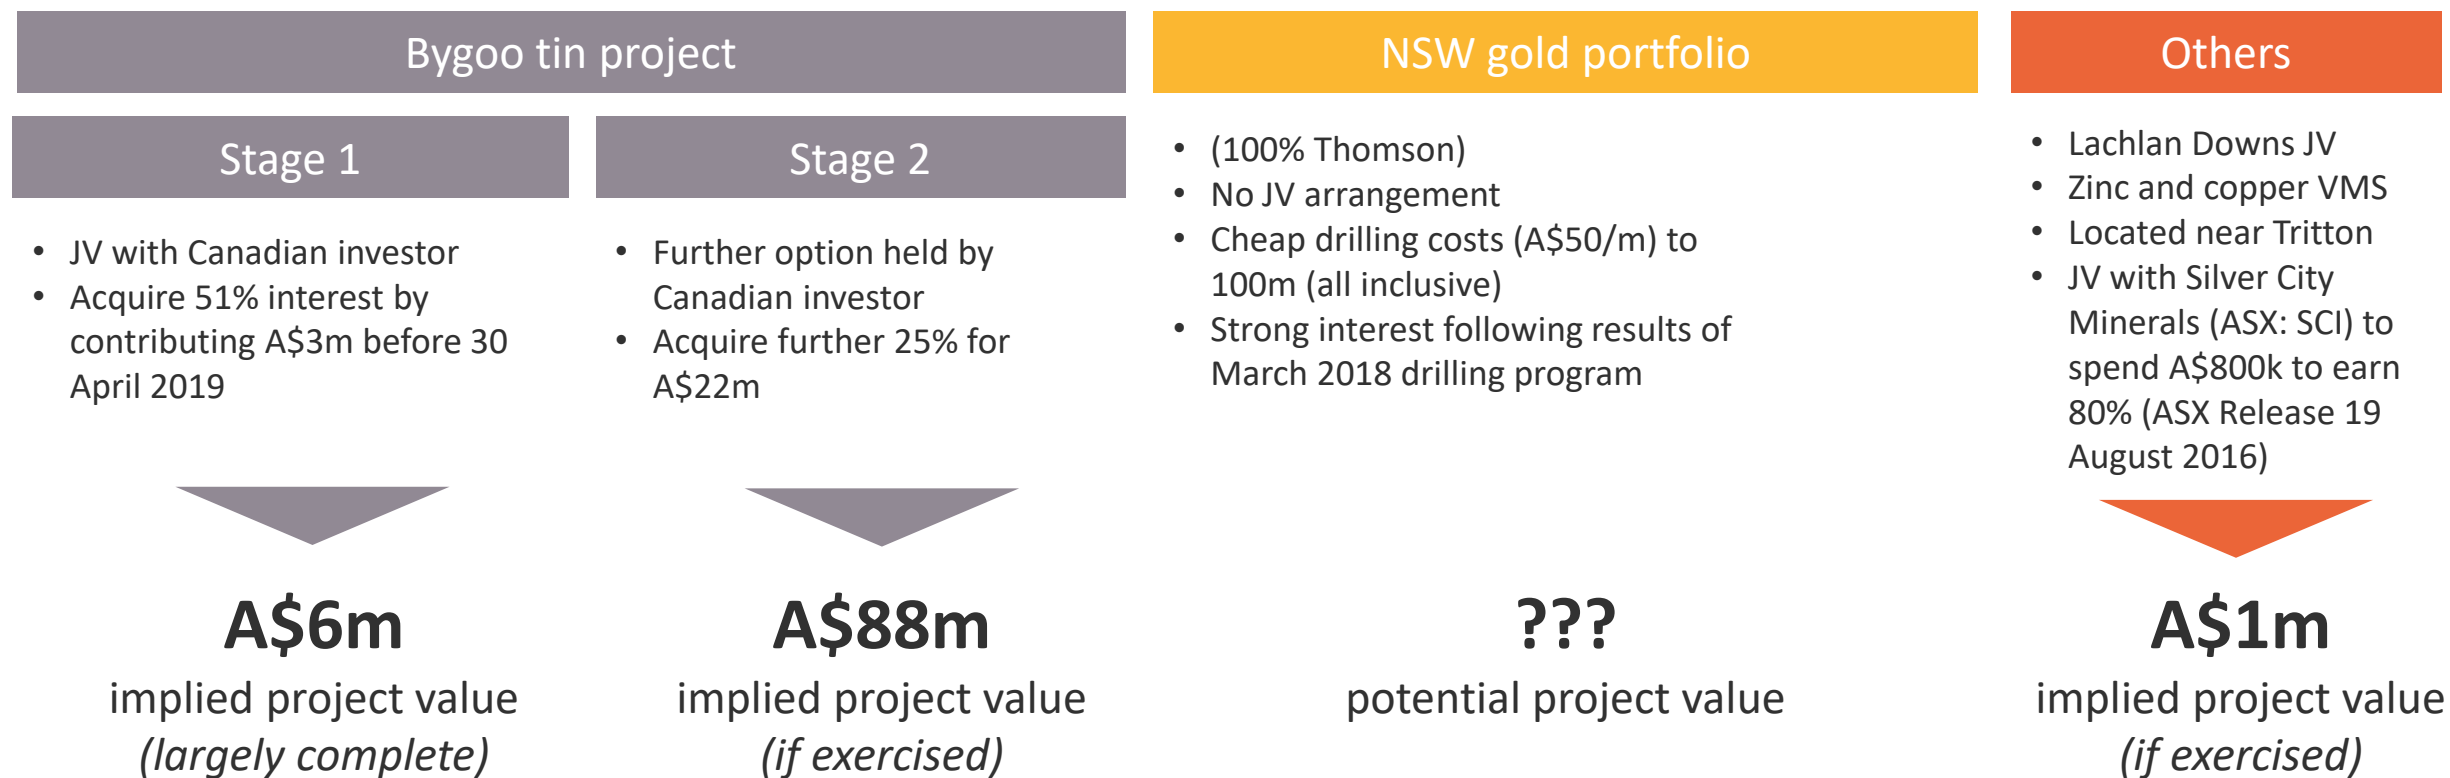 Bygoo tin project
Stage 1
• JV with Canadian investor
• Acquire 51% interest by
contributing A$3m before 30
April 2019
A$6m
implied project value
(largely complete)
Stage 2
• Further option held by
Canadian investor
• Acquire further 25% for
A$22m
A$88m
implied project value
(if exercised)
NSW gold portfolio
• (100% Thomson)
• No JV arrangement
• Cheap drilling costs (A$50/m) to
100m (all inclusive)
• Strong interest following results of
March 2018 drilling program
???
potential project value
Others
• Lachlan Downs JV
• Zinc and copper VMS
• Located near Tritton
• JV with Silver City
Minerals (ASX: SCI) to
spend A$800k to earn
80% (ASX Release 19
August 2016)
A$1m
implied project value
(if exercised)